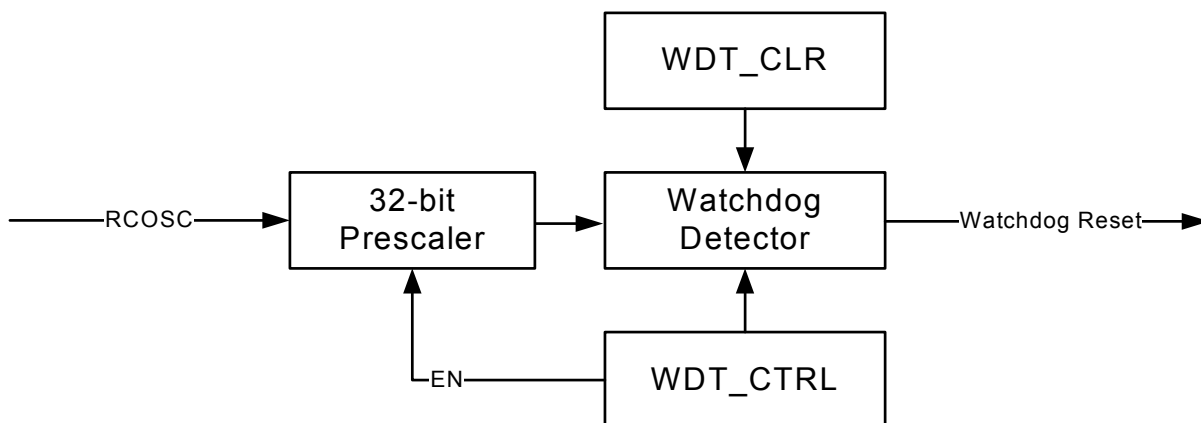 WDT_CLR
RCOSC
32-bit
Prescaler
Watchdog
Detector
Watchdog Reset
EN
WDT_CTRL